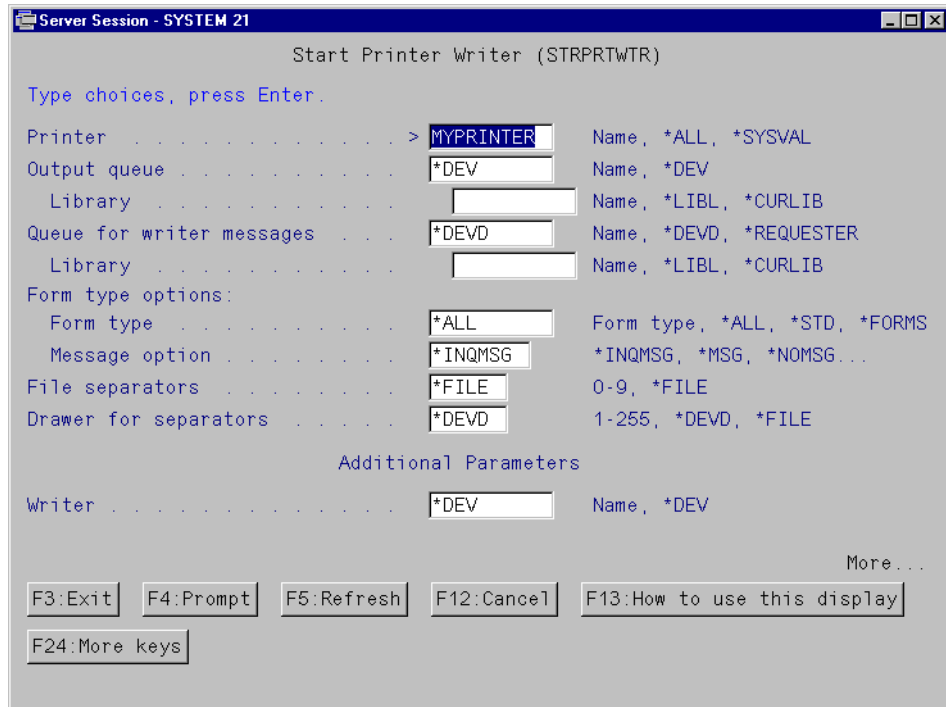 Server Session - SYSTEM 21
Start Printer Writer (STRPRTWTR)
Type choices, press Enter.
Printer . . . . . . . . . . . . > MYPRINTER Name, *ALL, *SYSVAL
Output queue . . . . . . . . . . *DEV Name, *DEV
Library . . . . . . . . . . . Name, *LIBL, *CURLIB
Queue for writer messages . . . *DEVD Name, *DEVD, *REQUESTER
Library . . . . . . . . . . . Name, *LIBL, *CURLIB
Form type options:
Form type . . . . . . . . . . *ALL Form type, *ALL, *STD, *FORMS
Message option . . . . . . . . *INQMSG *INQMSG, *MSG, *NOMSG...
File separators . . . . . . . . *FILE 0-9, *FILE
Drawer for separators . . . . . *DEVD 1-255, *DEVD, *FILE
Additional Parameters
Writer . . . . . . . . . . . . . *DEV Name, *DEV
More...
F3:Exit F4:Prompt F5:Refresh F12:Cancel F13:How to use this display
F24:More keys